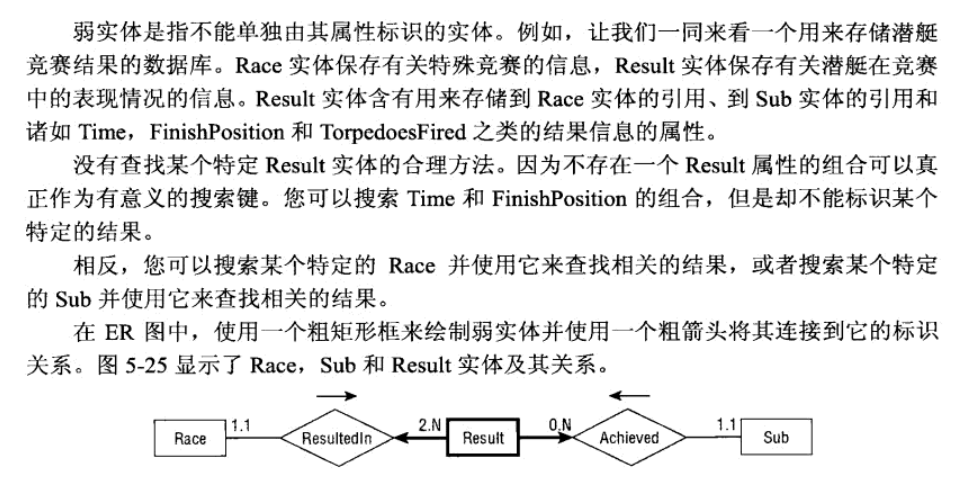 弱实体是指不能单独由其属性标识的实体。例如，让我们一同来看一个用来存储潜艇
竞赛结果的数据库。Race 实体保存有关特殊竞赛的信息，Result 实体保存有关潜艇在竞赛
中的表现情况的信息。Result 实体含有用来存储到 Race 实体的引用、到 Sub 实体的引用和
诸如 Time，FinishPosition 和 TorpedoesFired 之类的结果信息的属性。
没有查找某个特定 Result 实体的合理方法。因为不存在一个 Result 属性的组合可以真
正作为有意义的搜索键。您可以搜索 Time 和 FinishPosition 的组合，但是却不能标识某个
特定的结果。
相反，您可以搜索某个特定的 Race 并使用它来查找相关的结果，或者搜索某个特定
的 Sub 并使用它来查找相关的结果。
在 ER 图中，使用一个粗矩形框来绘制弱实体并使用一个粗箭头将其连接到它的标识
关系。图 5-25 显示了 Race，Sub 和 Result 实体及其关系。
Race 1.1 ResultedIn 2.N Result 0.N Achieved 1.1 Sub